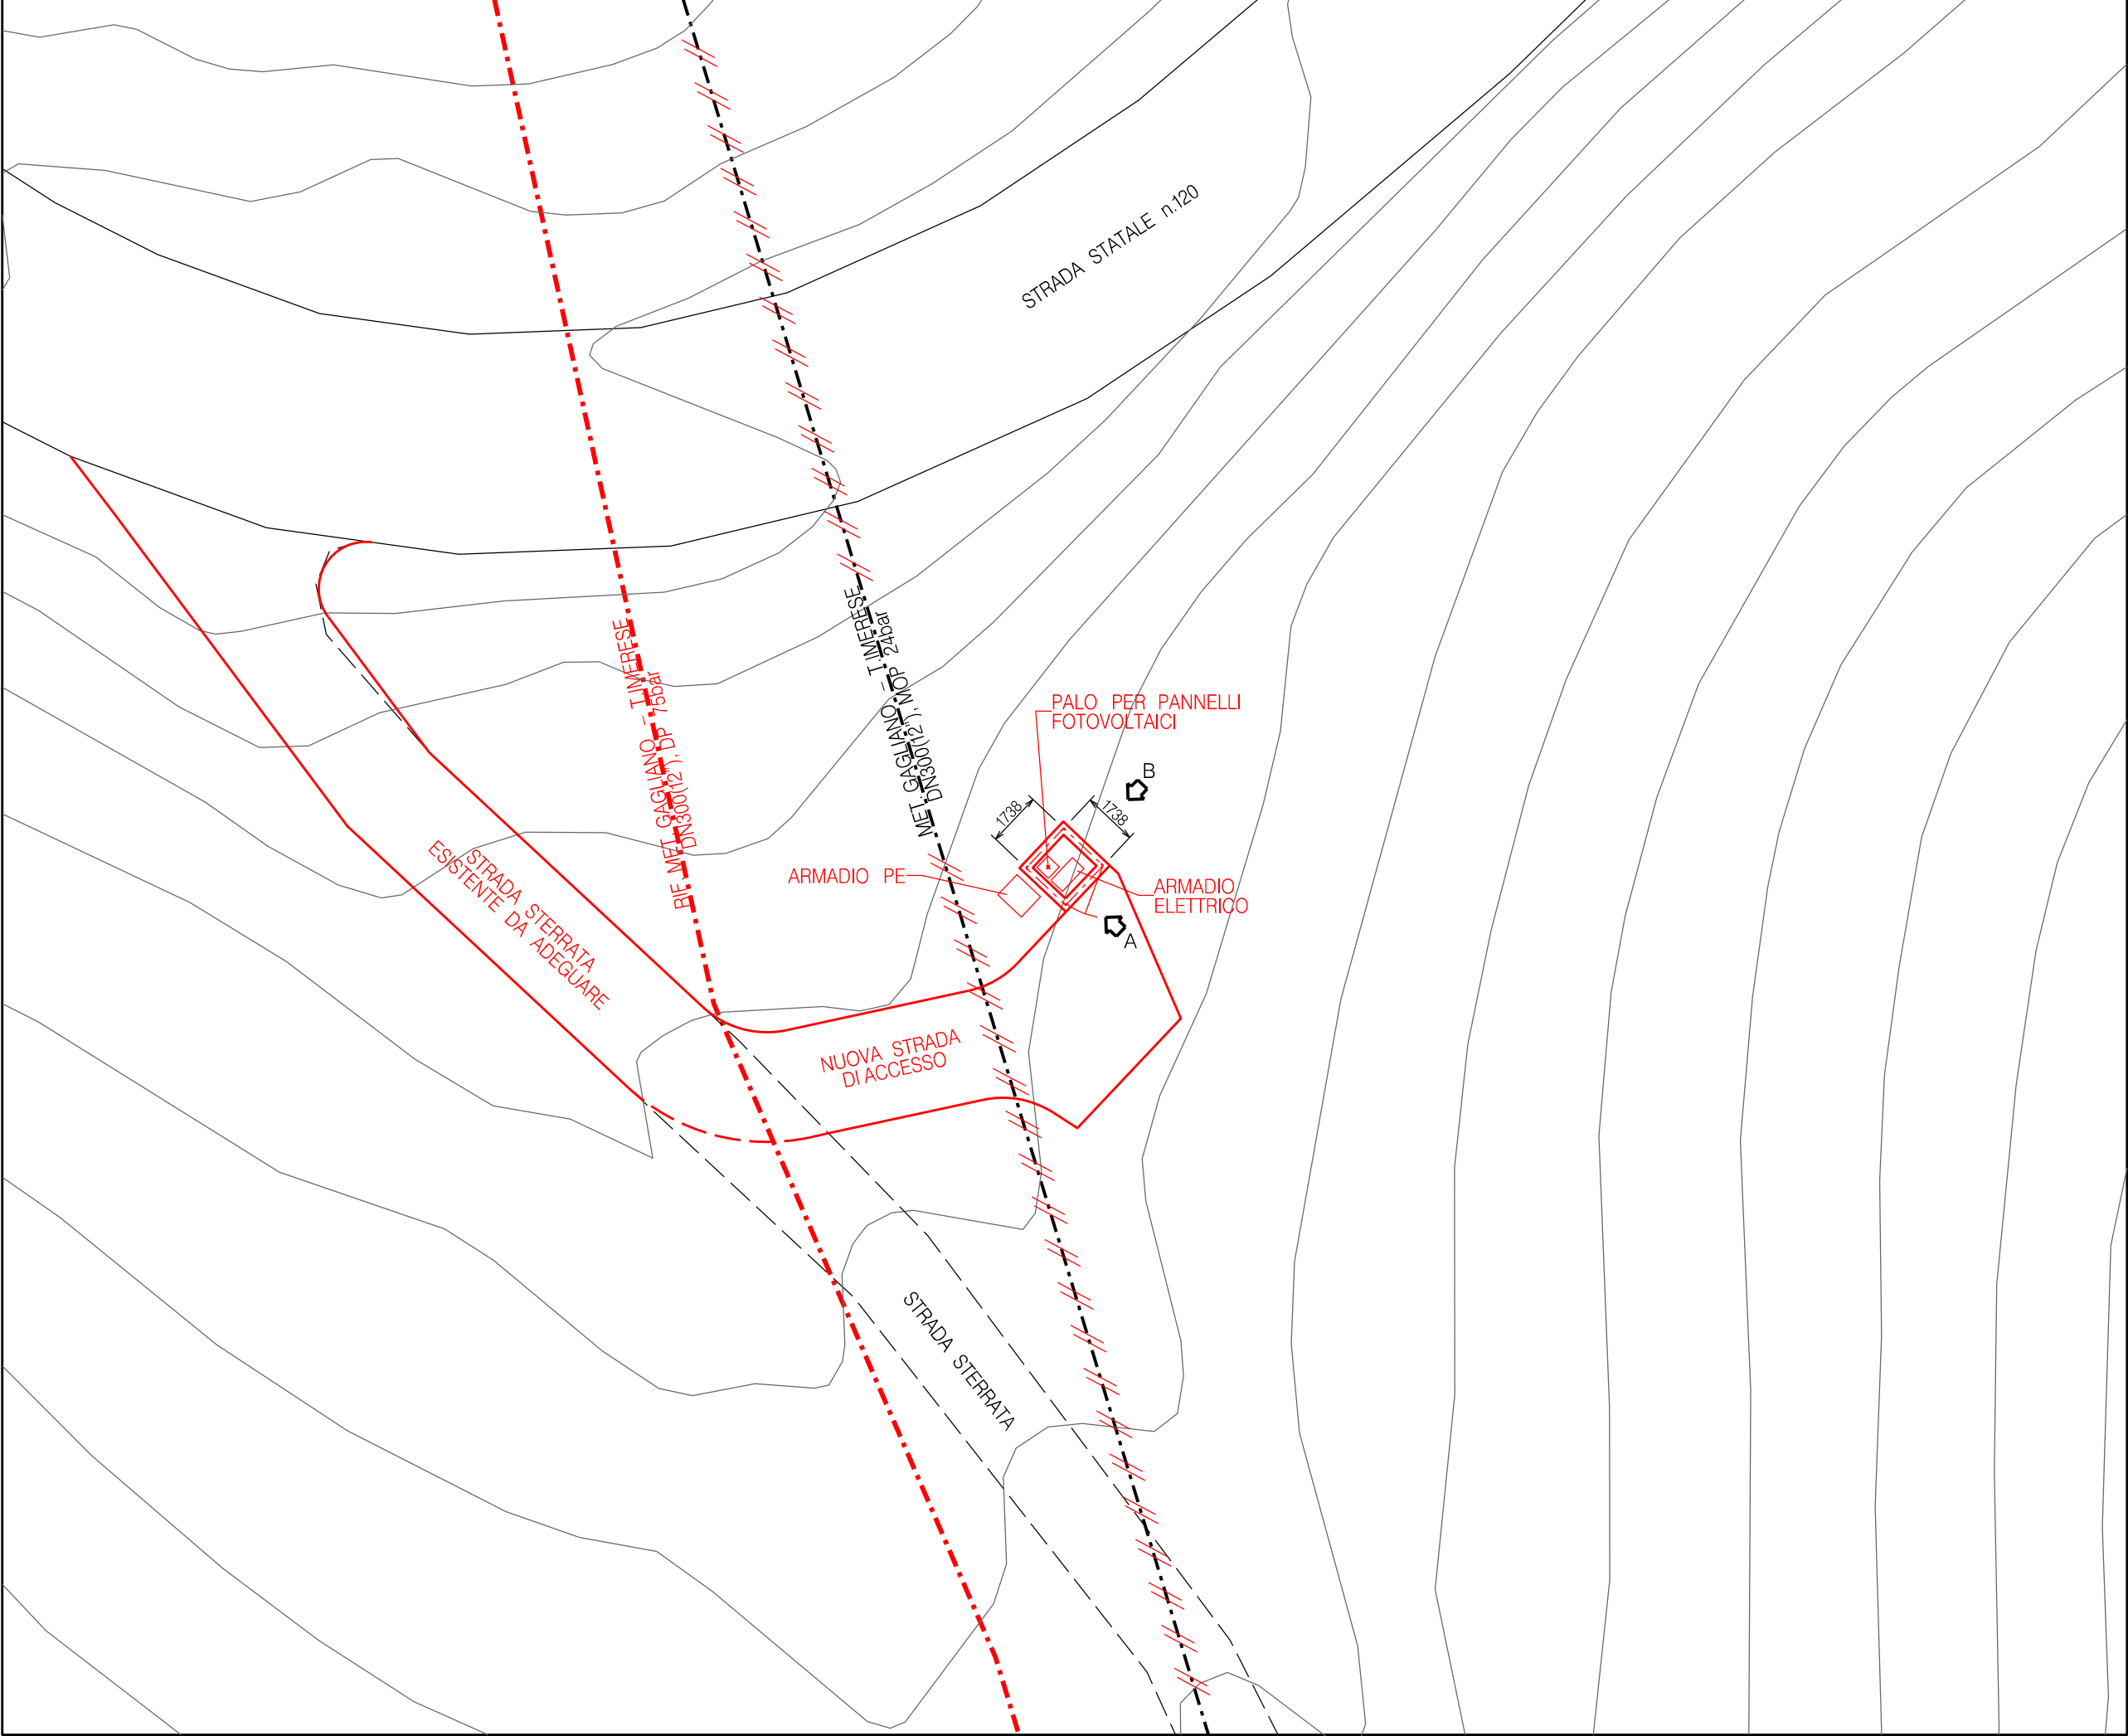 STRADA STATALE n.120
RIF. MET. GAGLIANO – T.IMERESE
DN300(12"), DP 75bar
MET. GAGLIANO – T.IMERESE
DN300(12"), MOP 24bar
PALO PER PANNELLI
FOTOVOLTAICI
B
1738
1738
ARMADIO PE
ARMADIO
ELETTRICO
A
STRADA STERRATA
ESISTENTE DA ADEGUARE
NUOVA STRADA
DI ACCESSO
STRADA STERRATA